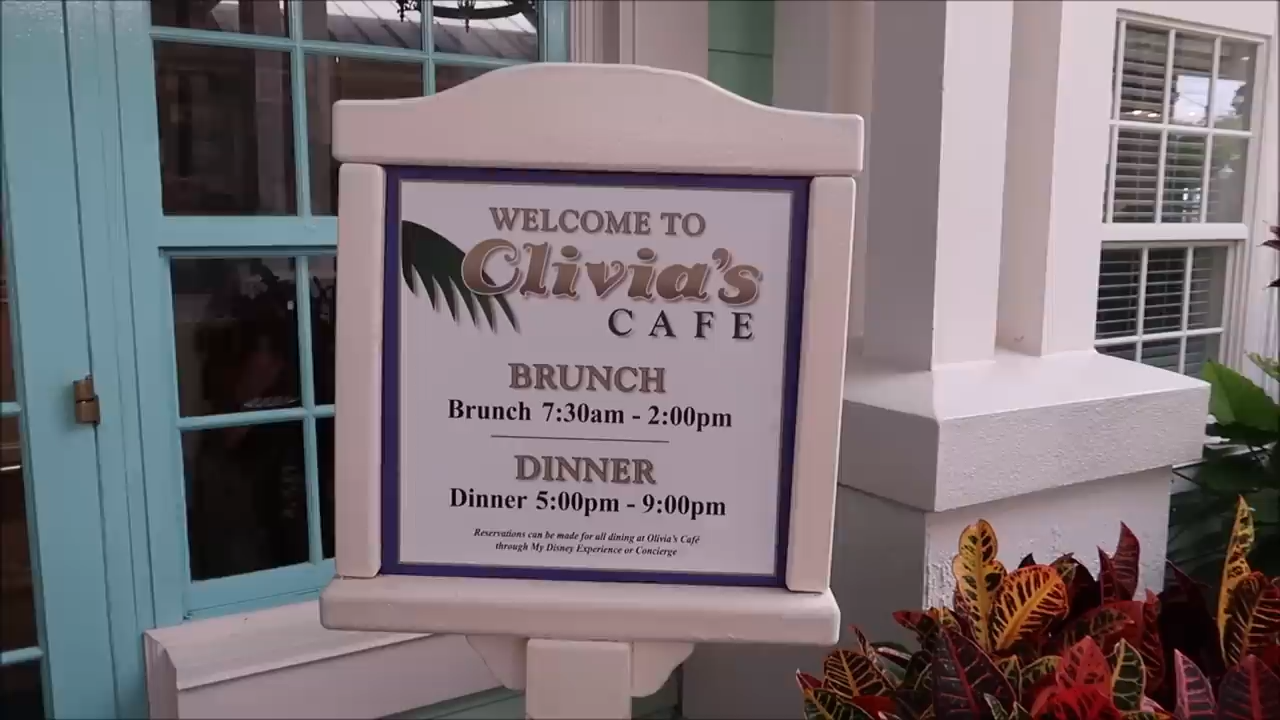 WELCOME TO
Olivia's
CAFE
BRUNCH
Brunch 7:30am - 2:00pm
DINNER
Dinner 5:00pm - 9:00pm
Reservations can be made for all dining at Olivia's Café
through My Disney Experience or Concierge